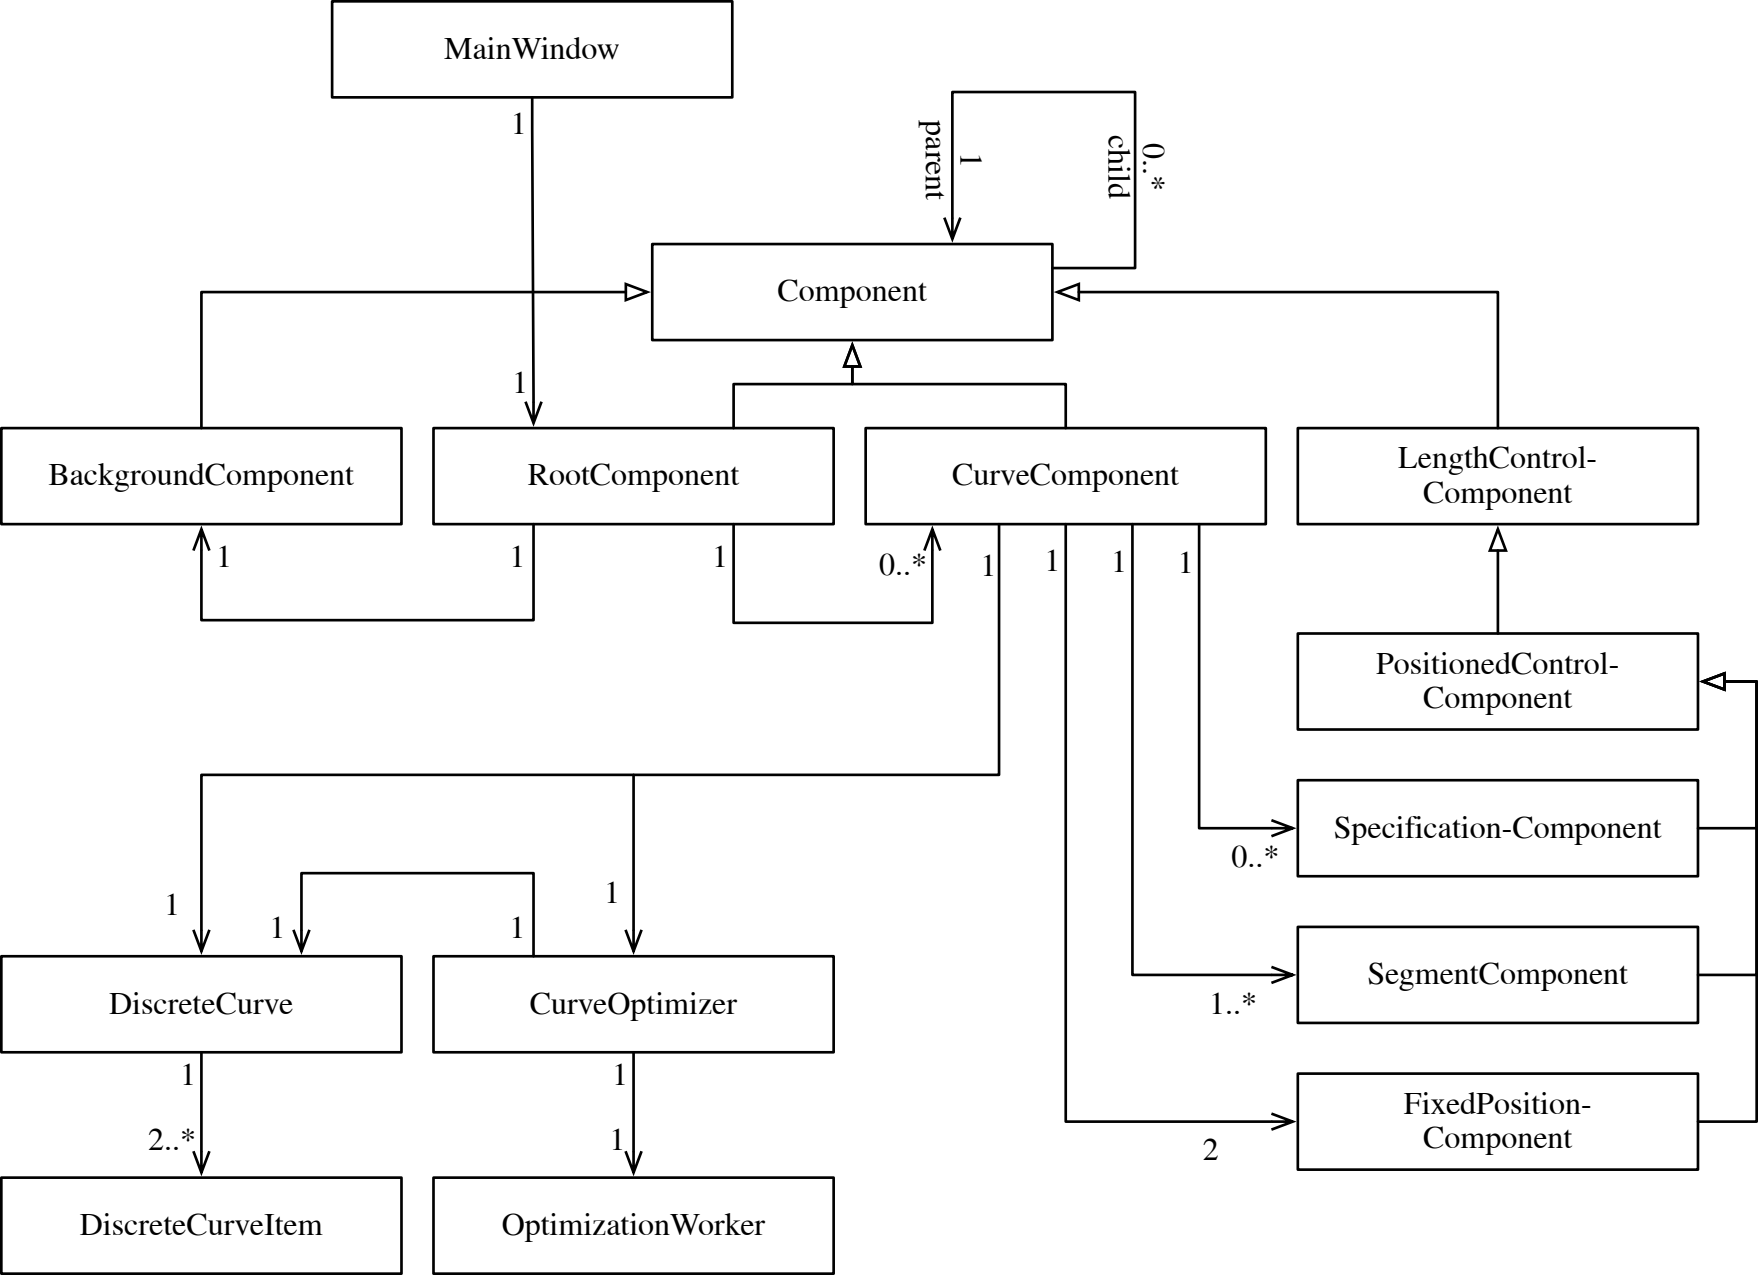 MainWindow
1
parent
1
child
0..*
Component
1
BackgroundComponent
RootComponent
CurveComponent
LengthControl-
Component
1
1
1
0..*
1
1
1
1
PositionedControl-
Component
Specification-Component
0..*
1
1
1
1
SegmentComponent
1..*
DiscreteCurve
CurveOptimizer
1
1
2..*
1
FixedPosition-
Component
2
DiscreteCurveItem
OptimizationWorker